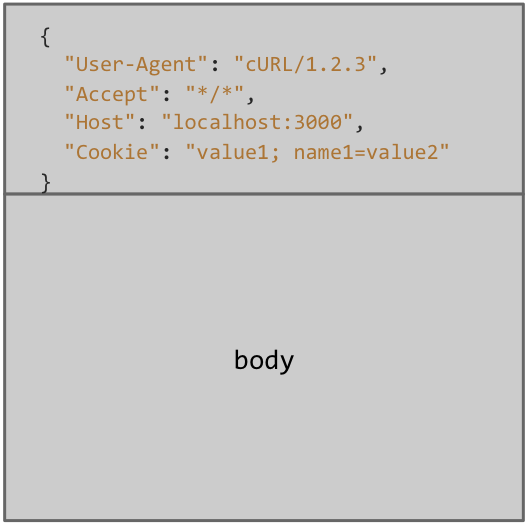 {
"User-Agent": "cURL/1.2.3",
"Accept": "*/*",
"Host": "localhost:3000",
"Cookie": "value1; name1=value2"
}
body